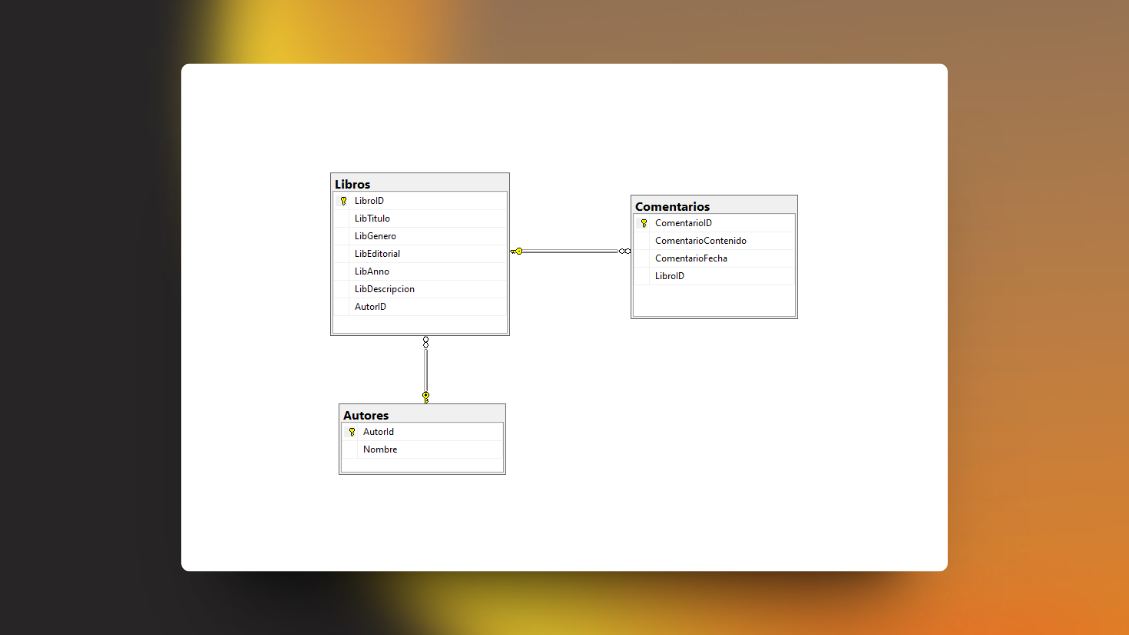 Libros
LibroID
LibTitulo
LibGenero
LibEditorial
LibAnno
LibDescripcion
AutorID
Comentarios
ComentarioID
ComentarioContenido
ComentarioFecha
LibroID
Autores
AutorId
Nombre